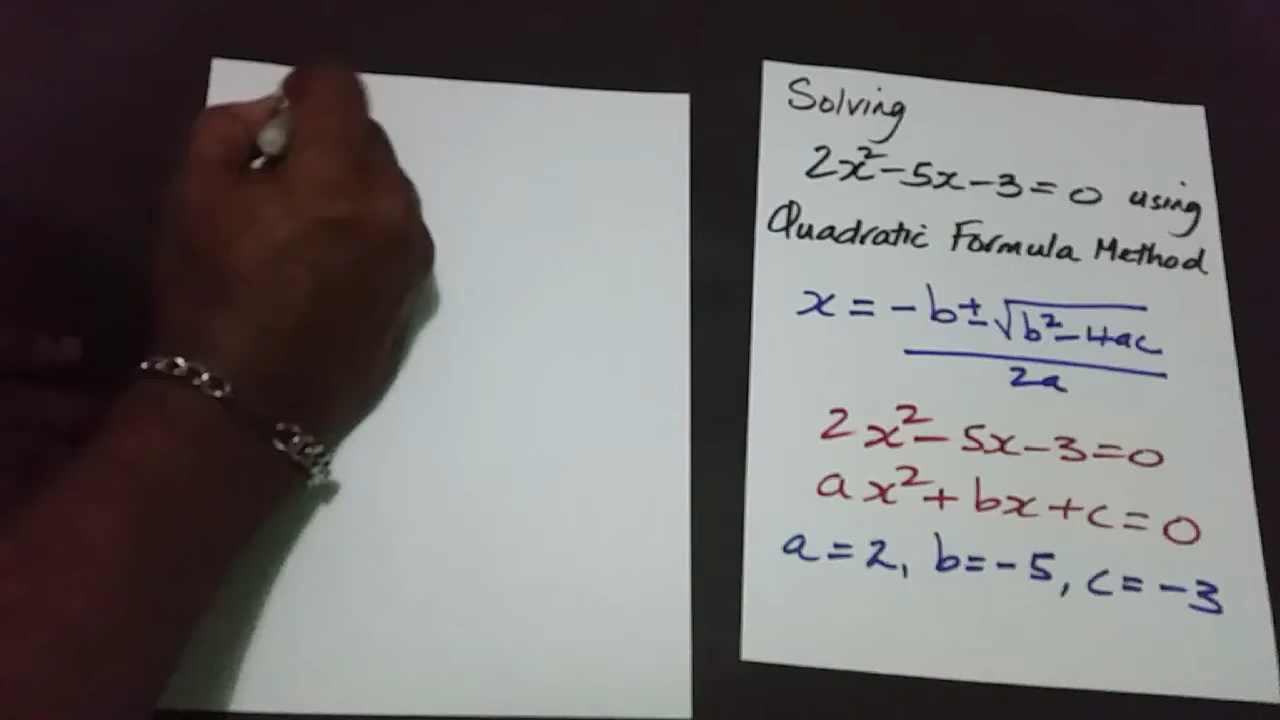 Solving
2x²-5x-3=0 using
Quadratic Formula Method
x = -b±√b²-4ac
2a
2x²-5x-3=0
ax²+bx+c=0
a=2, b=-5, c=-3